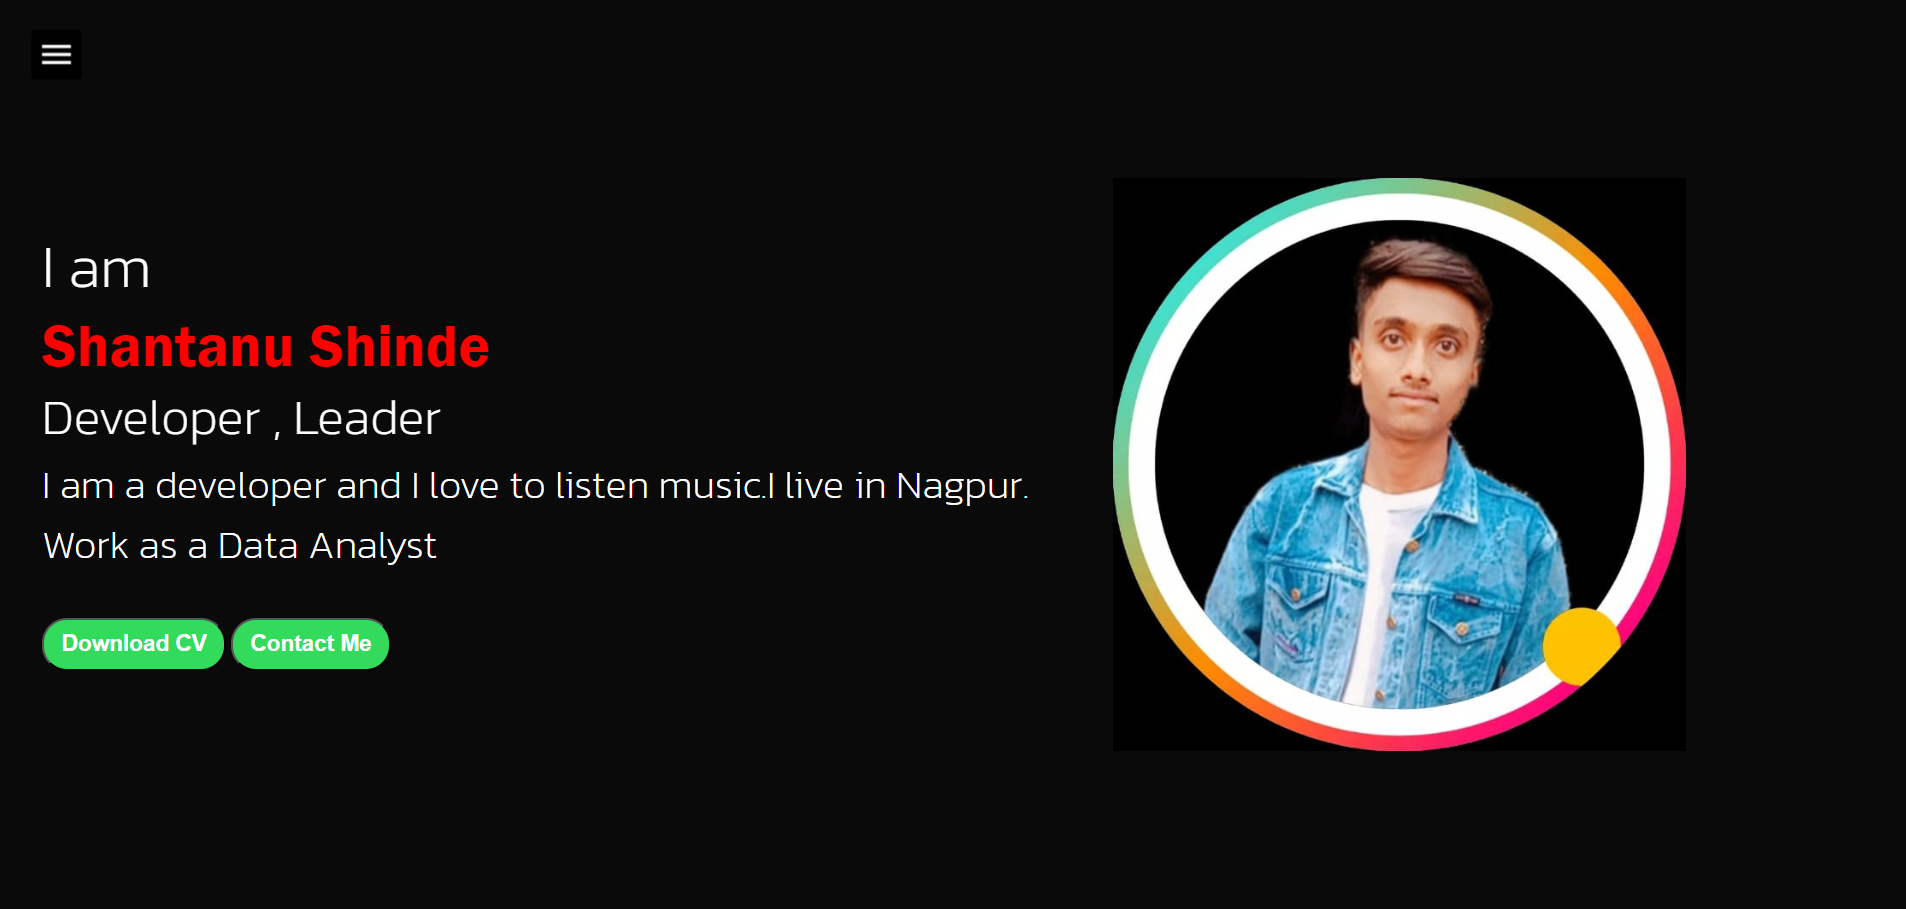 I am
Shantanu Shinde
Developer , Leader
I am a developer and I love to listen music.I live in Nagpur.
Work as a Data Analyst
Download CV Contact Me